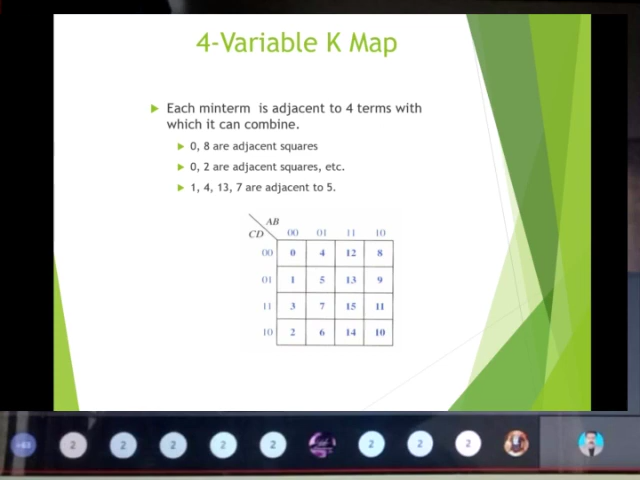 4-Variable K Map
Each minterm is adjacent to 4 terms with
which it can combine.
0, 8 are adjacent squares
0, 2 are adjacent squares, etc.
1, 4, 13, 7 are adjacent to 5.
AB
CD 00 01 11 10
00 0 4 12 8
01 1 5 13 9
11 3 7 15 11
10 2 6 14 10
2 2 2 2 2 2 2 2